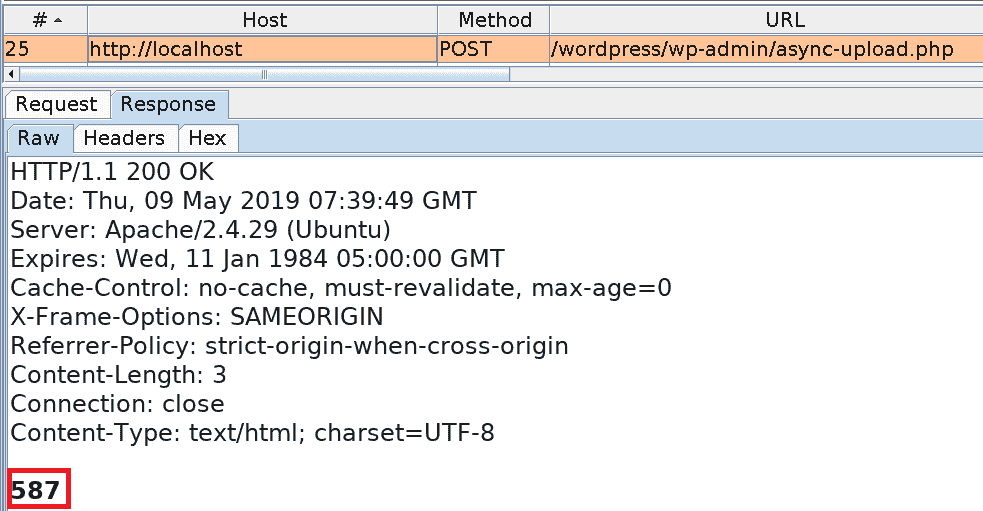 # Host Method URL
25 http://localhost POST /wordpress/wp-admin/async-upload.php
Request Response
Raw Headers Hex
HTTP/1.1 200 OK
Date: Thu, 09 May 2019 07:39:49 GMT
Server: Apache/2.4.29 (Ubuntu)
Expires: Wed, 11 Jan 1984 05:00:00 GMT
Cache-Control: no-cache, must-revalidate, max-age=0
X-Frame-Options: SAMEORIGIN
Referrer-Policy: strict-origin-when-cross-origin
Content-Length: 3
Connection: close
Content-Type: text/html; charset=UTF-8
587